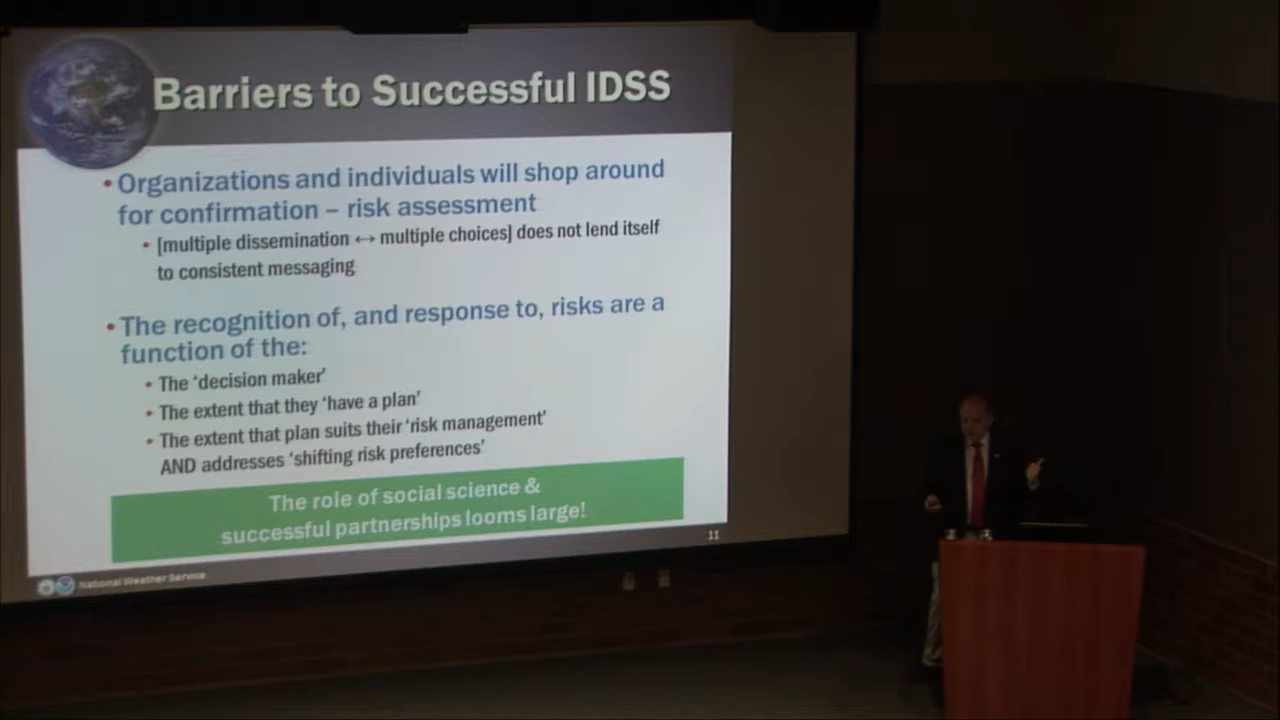 Barriers to Successful IDSS
• Organizations and individuals will shop around
for confirmation – risk assessment
• [multiple dissemination ↔ multiple choices] does not lend itself
to consistent messaging
• The recognition of, and response to, risks are a
function of the:
• The ‘decision maker’
• The extent that they ‘have a plan’
• The extent that plan suits their ‘risk management’
AND addresses ‘shifting risk preferences’
The role of social science &
successful partnerships looms large!
11
National Weather Service